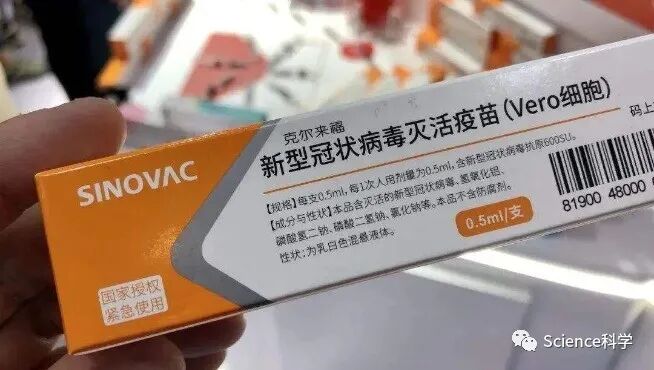 SINOVAC
国家授权
紧急使用
克尔来福
新型冠状病毒灭活疫苗(Vero细胞)
【规格】每支0.5ml,每1次人用剂量为0.5ml,含新型冠状病毒抗原600SU。
【成分与性状】本品含灭活的新型冠状病毒、氢氧化铝、
磷酸氢二钠、磷酸二氢钠、氯化钠等。本品不含防腐剂。
性状:为乳白色混悬液体。
0.5ml/支
码上
81900 48000
Science科学